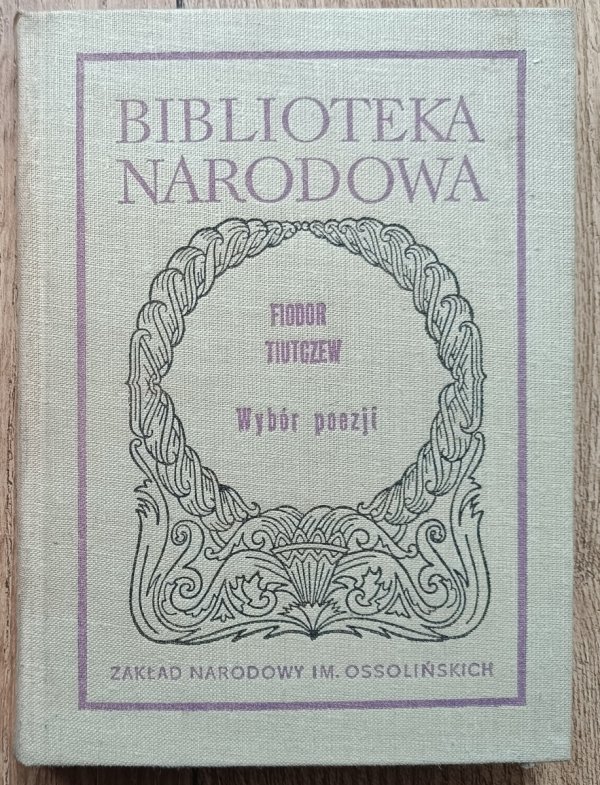 BIBLIOTEKA
NARODOWA
FIODOR
TIUTCZEW
Wybór poezji
ZAKŁAD NARODOWY IM. OSSOLIŃSKICH